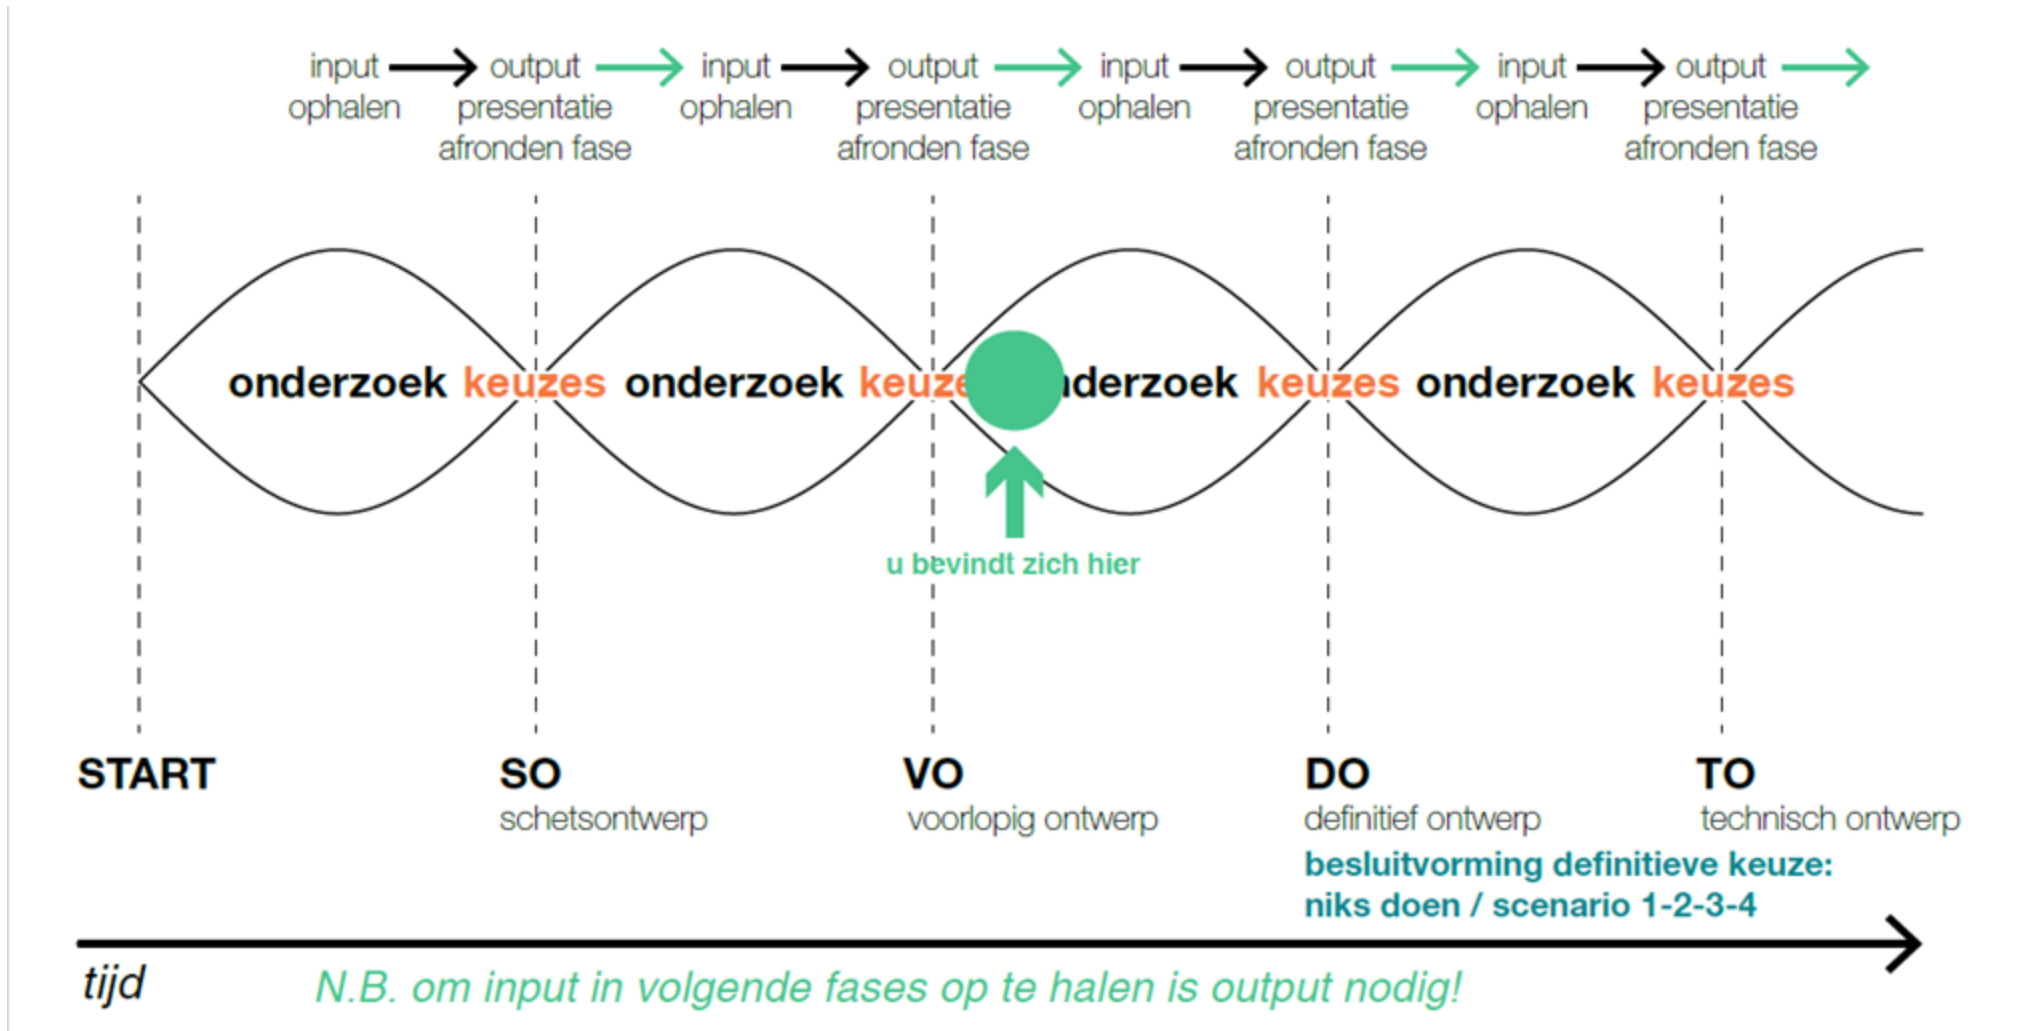 input output input output input output input output
ophalen presentatie ophalen presentatie ophalen presentatie ophalen presentatie
afronden fase afronden fase afronden fase afronden fase
onderzoek keuzes onderzoek keuze derzoek keuzes onderzoek keuzes
u bevindt zich hier
START SO VO DO TO
schetsontwerp voorlopig ontwerp definitief ontwerp technisch ontwerp
besluitvorming definitieve keuze:
niks doen / scenario 1-2-3-4
tijd N.B. om input in volgende fases op te halen is output nodig!